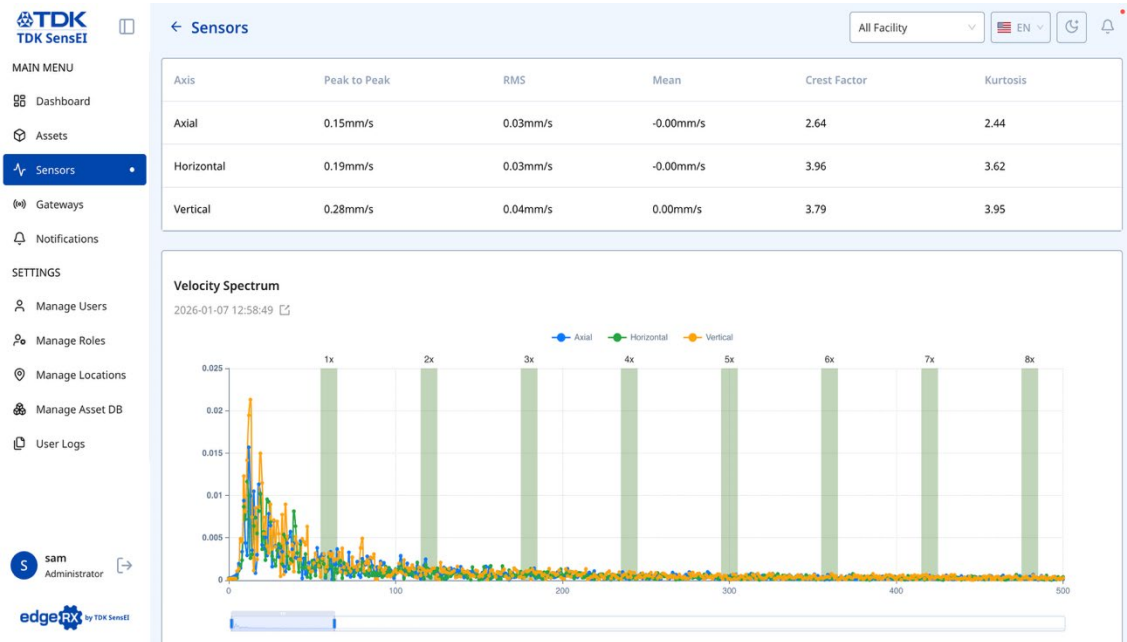 TDK
TDK SensEI
MAIN MENU
Dashboard
Assets
Sensors
Gateways
Notifications
SETTINGS
Manage Users
Manage Roles
Manage Locations
Manage Asset DB
User Logs
S
sam
Administrator
edgeRX by TDK SensEI
Sensors
All Facility
EN
Axis Peak to Peak RMS Mean Crest Factor Kurtosis
Axial 0.15mm/s 0.03mm/s -0.00mm/s 2.64 2.44
Horizontal 0.19mm/s 0.03mm/s -0.00mm/s 3.96 3.62
Vertical 0.28mm/s 0.04mm/s 0.00mm/s 3.79 3.95
Velocity Spectrum
2026-01-07 12:58:49
Axial Horizontal Vertical
1x 2x 3x 4x 5x 6x 7x 8x
0.025
0.02
0.015
0.01
0.005
0
0 100 200 300 400 500